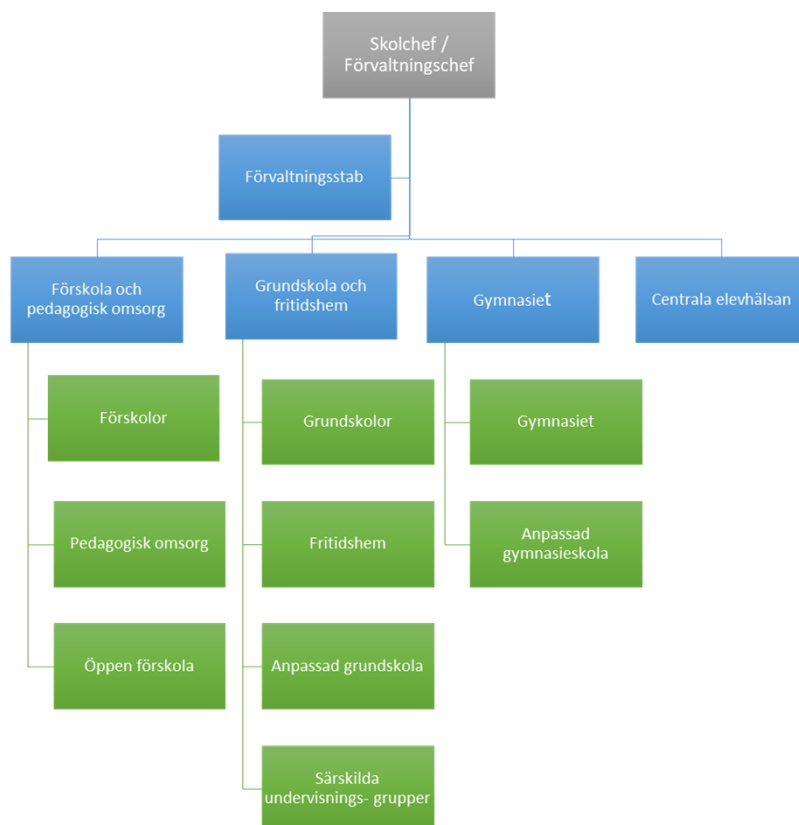 Skolchef /
Förvaltningschef
Förvaltningsstab
Förskola och
pedagogisk omsorg
Grundskola och
fritidshem
Gymnasiet
Centrala elevhälsan
Förskolor
Pedagogisk omsorg
Öppen förskola
Grundskolor
Fritidshem
Anpassad grundskola
Särskilda
undervisnings- grupper
Gymnasiet
Anpassad
gymnasieskola